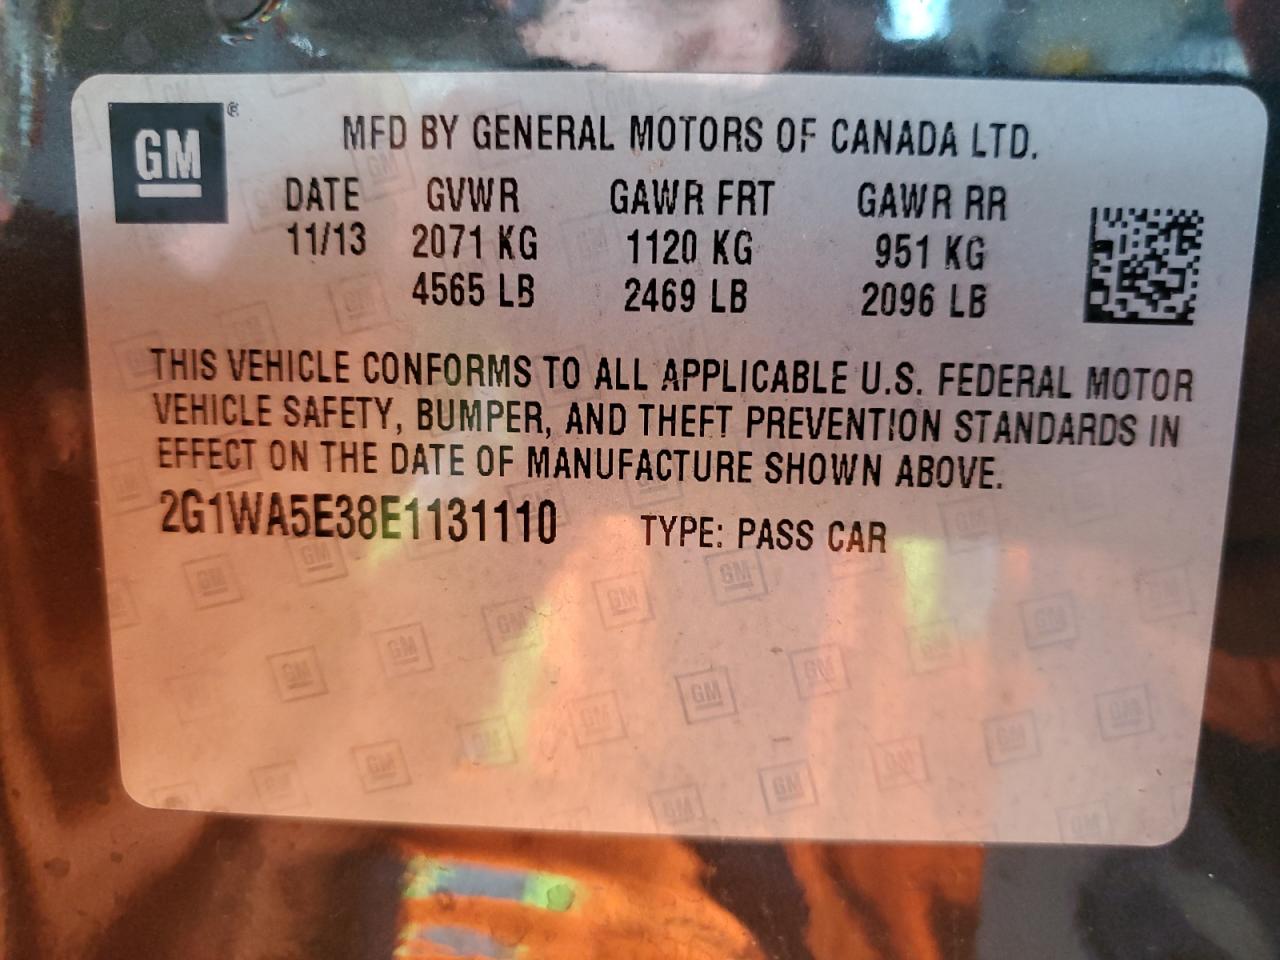 GM®
MFD BY GENERAL MOTORS OF CANADA LTD.
DATE GVWR GAWR FRT GAWR RR
11/13 2071 KG 1120 KG 951 KG
4565 LB 2469 LB 2096 LB
THIS VEHICLE CONFORMS TO ALL APPLICABLE U.S. FEDERAL MOTOR
VEHICLE SAFETY, BUMPER, AND THEFT PREVENTION STANDARDS IN
EFFECT ON THE DATE OF MANUFACTURE SHOWN ABOVE.
2G1WA5E38E1131110 TYPE: PASS CAR